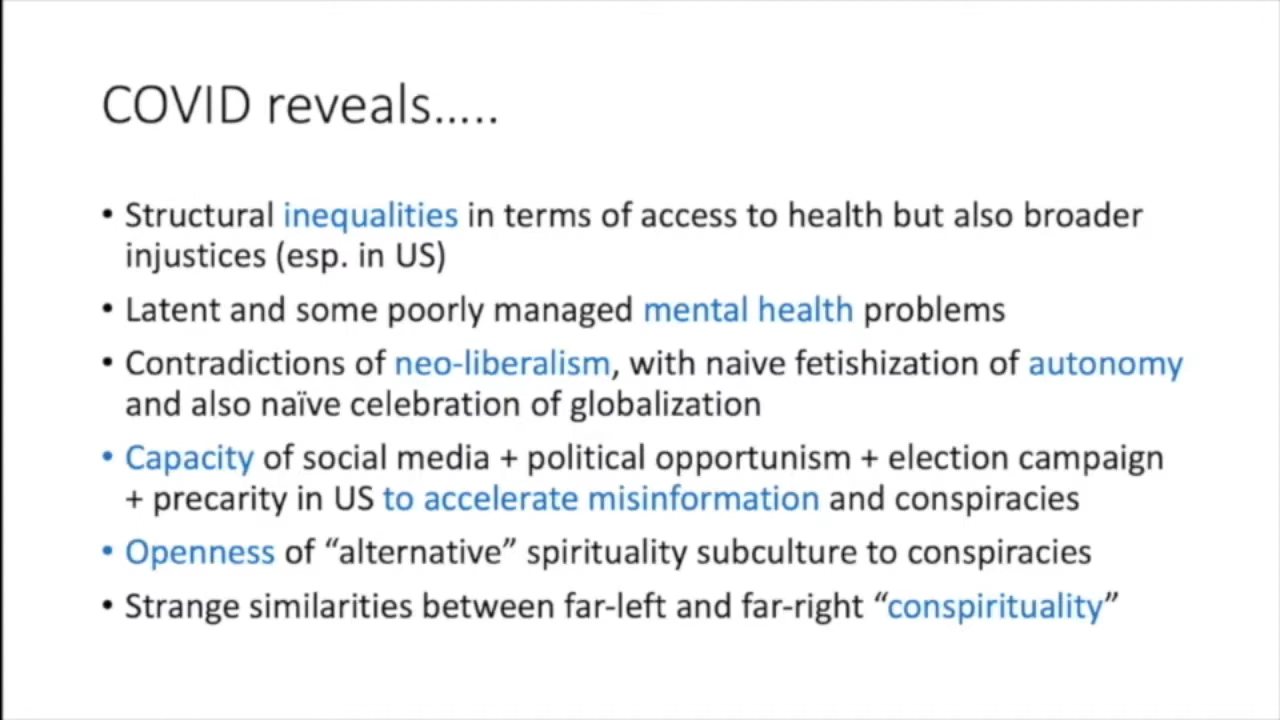 COVID reveals…..
• Structural inequalities in terms of access to health but also broader
injustices (esp. in US)
• Latent and some poorly managed mental health problems
• Contradictions of neo-liberalism, with naive fetishization of autonomy
and also naïve celebration of globalization
• Capacity of social media + political opportunism + election campaign
+ precarity in US to accelerate misinformation and conspiracies
• Openness of “alternative” spirituality subculture to conspiracies
• Strange similarities between far-left and far-right “conspirituality”